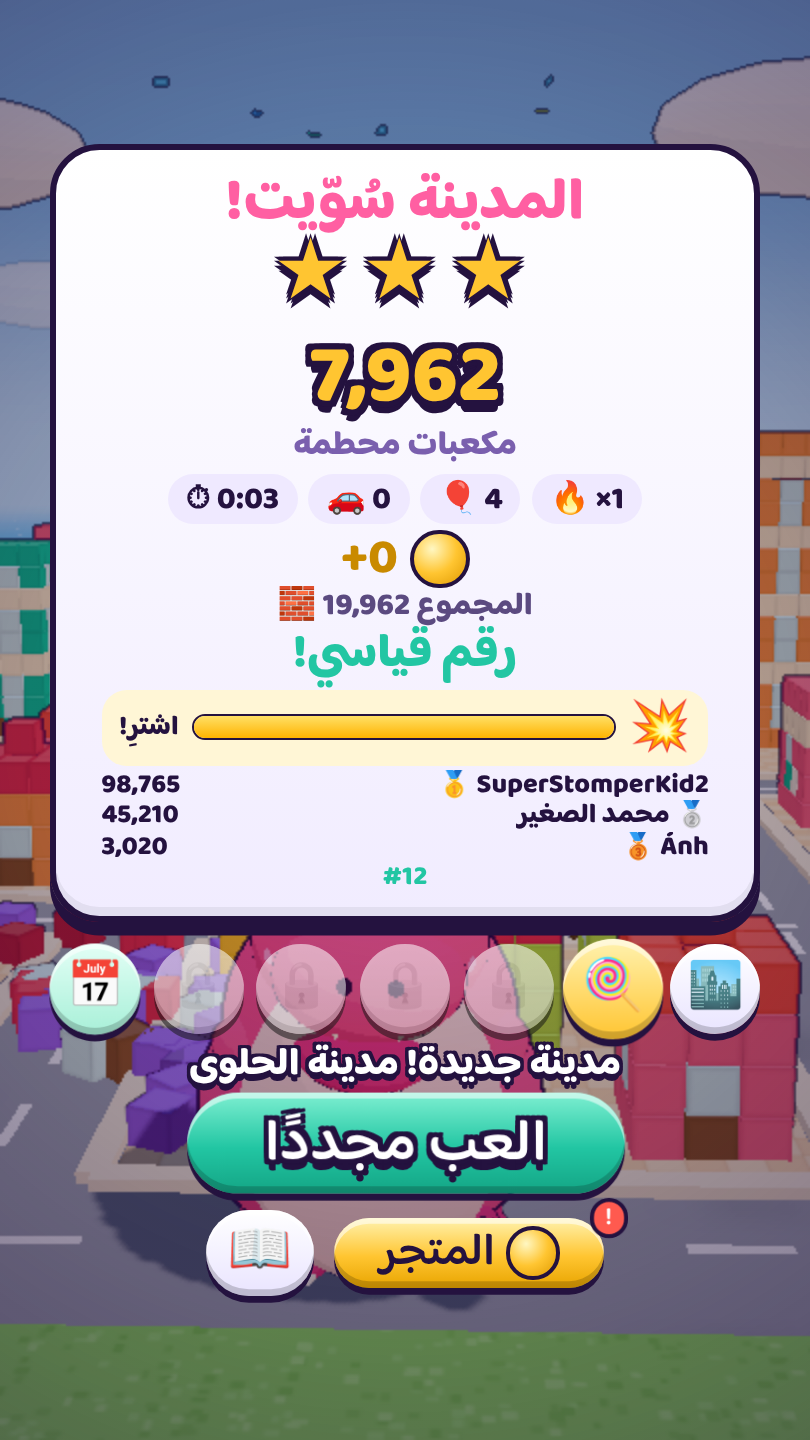 المدينة سُوّيت!
7,962
مكعبات محطمة
0:03 0 4 ×1
+0
المجموع 19,962
رقم قياسي!
اشترِ!
SuperStomperKid2 98,765
محمد الصغير 45,210
Ánh 3,020
#12
July 17
مدينة جديدة! مدينة الحلوى
العب مجددًا
المتجر !